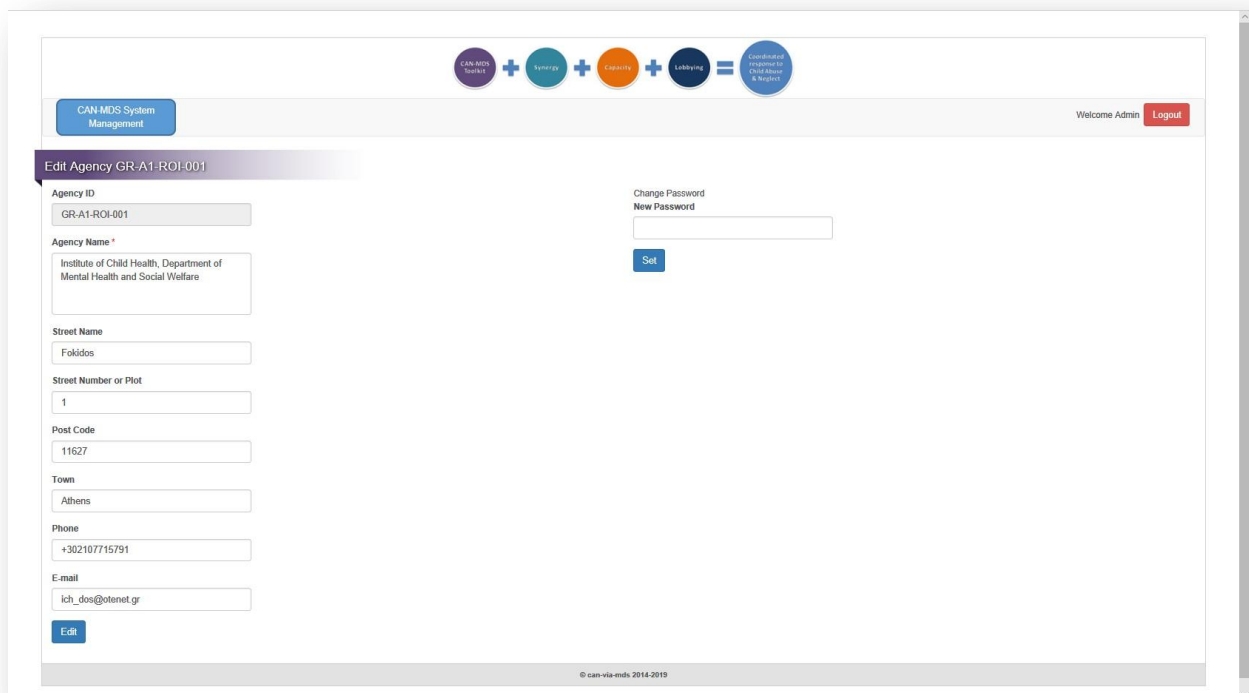 CAN-MDS
Toolkit
Synergy
Capacity
Lobbying
Coordinated
response to
Child Abuse
& Neglect
CAN-MDS System
Management
Welcome Admin
Logout
Edit Agency GR-A1-ROI-001
Agency ID
GR-A1-ROI-001
Agency Name *
Institute of Child Health, Department of
Mental Health and Social Welfare
Street Name
Fokidos
Street Number or Plot
1
Post Code
11627
Town
Athens
Phone
+302107715791
E-mail
ich_dos@otenet.gr
Edit
Change Password
New Password
Set
© can-via-mds 2014-2019